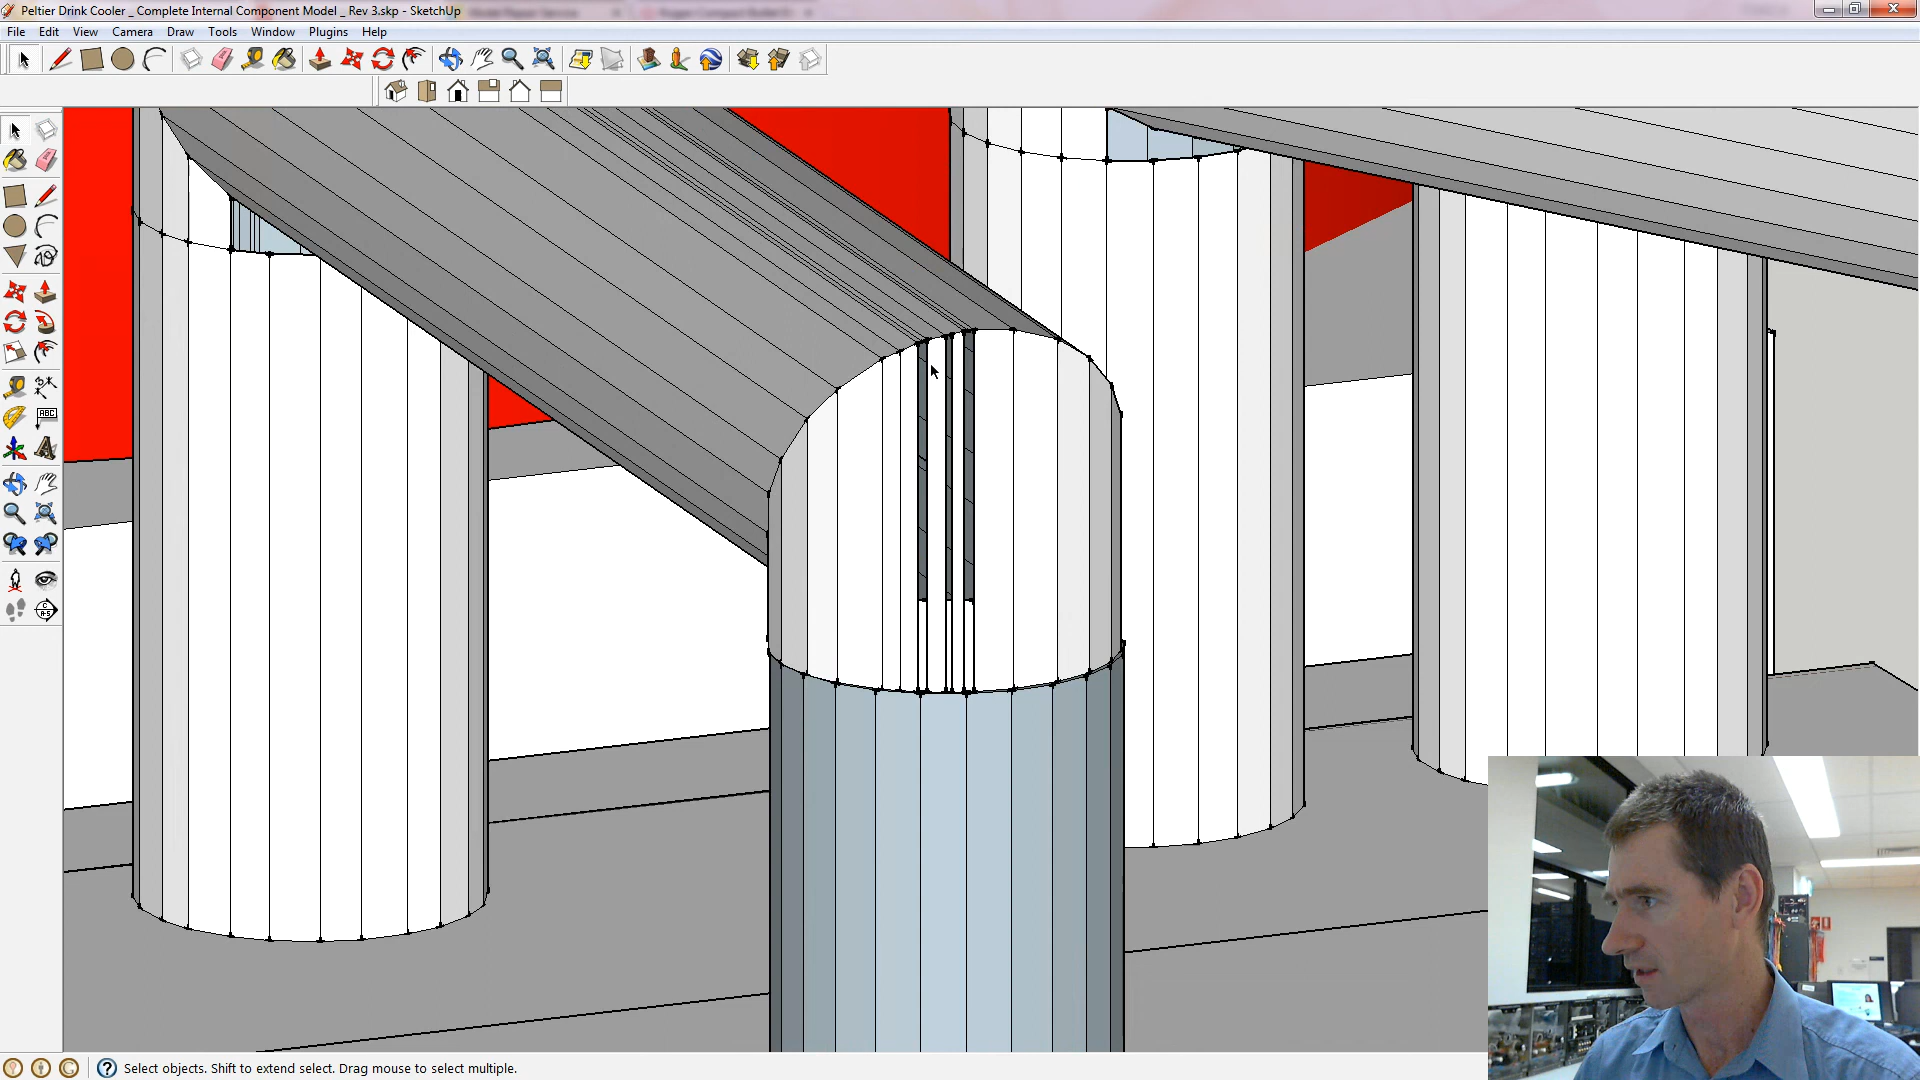 Peltier Drink Cooler _ Complete Internal Component Model _ Rev 3.skp - SketchUp
File Edit View Camera Draw Tools Window Plugins Help
ABC
Select objects. Shift to extend select. Drag mouse to select multiple.